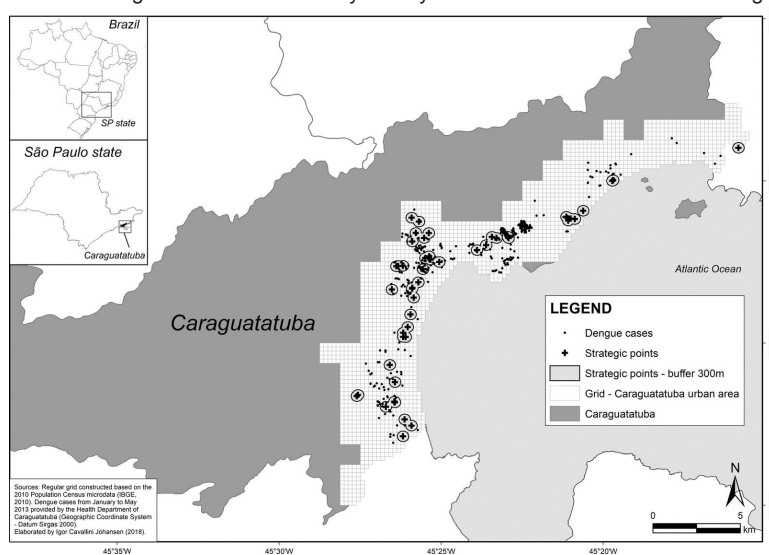 Brazil
SP state
São Paulo state
Caraguatatuba
Caraguatatuba
Atlantic Ocean
LEGEND
Dengue cases
Strategic points
Strategic points - buffer 300m
Grid - Caraguatatuba urban area
Caraguatatuba
Sources: Regular grid constructed based on the
2010 Population Census microdata (IBGE,
2010). Dengue cases from January to May
2013 provided by the Health Department of
Caraguatatuba (Geographic Coordinate System
- Datum Sirgas 2000).
Elaborated by Igor Cavallini Johansen (2018).
N
0 5
km
45°35'W 45°30'W 45°25'W 45°20'W